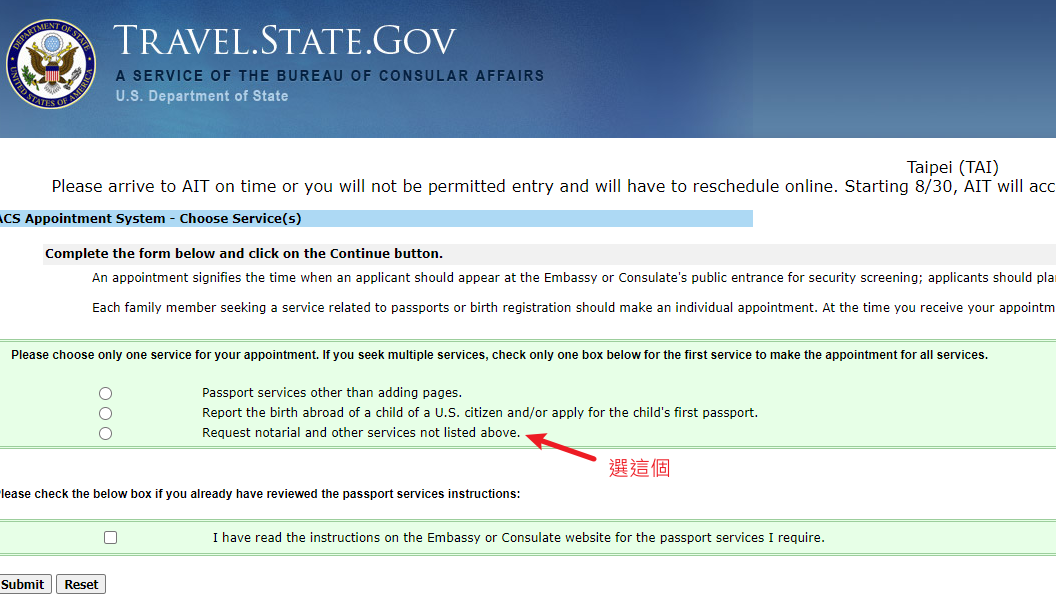 TRAVEL.STATE.GOV
A SERVICE OF THE BUREAU OF CONSULAR AFFAIRS
U.S. Department of State
DEPARTMENT OF STATE
UNITED STATES OF AMERICA
Taipei (TAI)
Please arrive to AIT on time or you will not be permitted entry and will have to reschedule online. Starting 8/30, AIT will acc
ACS Appointment System - Choose Service(s)
Complete the form below and click on the Continue button.
An appointment signifies the time when an applicant should appear at the Embassy or Consulate's public entrance for security screening; applicants should pla
Each family member seeking a service related to passports or birth registration should make an individual appointment. At the time you receive your appointm
Please choose only one service for your appointment. If you seek multiple services, check only one box below for the first service to make the appointment for all services.
Passport services other than adding pages.
Report the birth abroad of a child of a U.S. citizen and/or apply for the child's first passport.
Request notarial and other services not listed above.
選這個
lease check the below box if you already have reviewed the passport services instructions:
I have read the instructions on the Embassy or Consulate website for the passport services I require.
Submit Reset